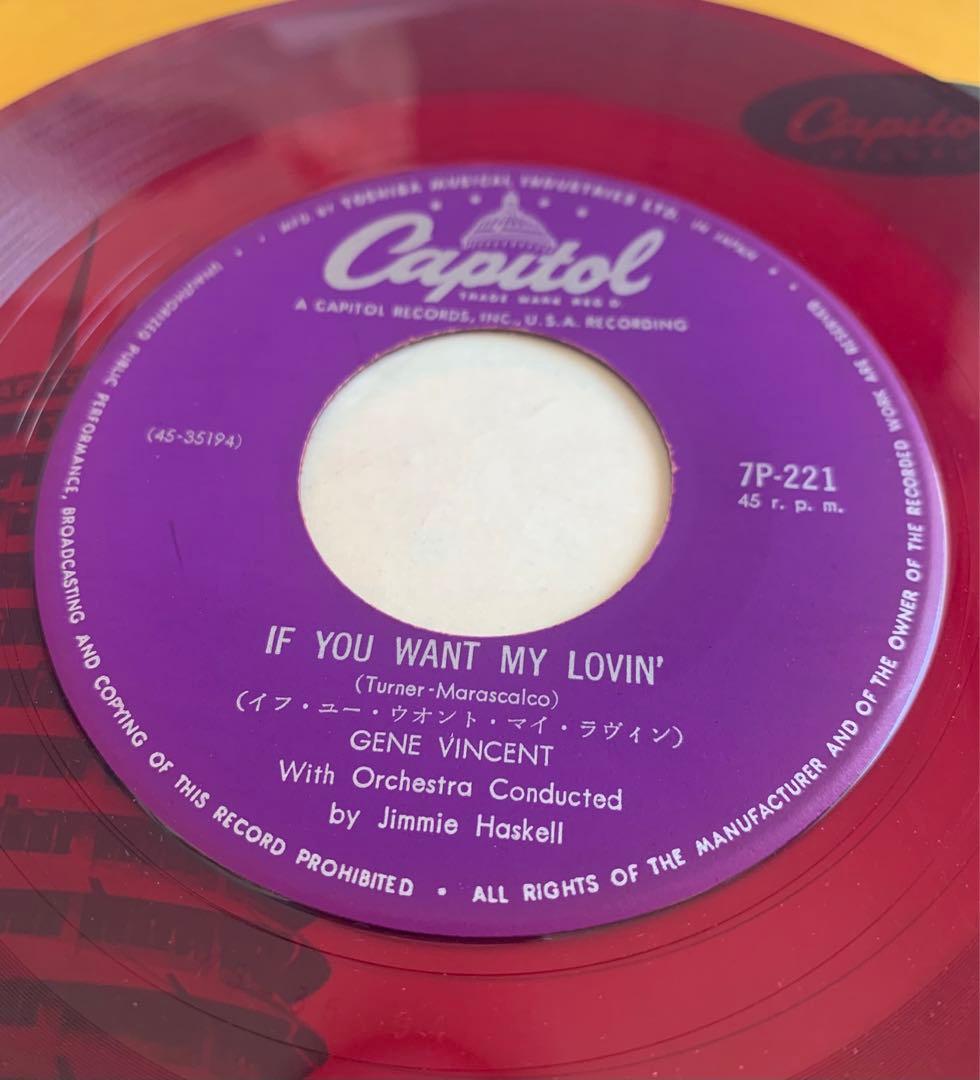 Capitol
RECORDS
MFG BY TOSHIBA MUSICAL INDUSTRIES LTD. IN JAPAN
Capitol
TRADE MARK REG'D.
A CAPITOL RECORDS, INC., U.S.A. RECORDING
(45-35194)
7P-221
45 r. p. m.
IF YOU WANT MY LOVIN'
(Turner-Marascalco)
(イフ・ユー・ウオント・マイ・ラヴィン)
GENE VINCENT
With Orchestra Conducted
by Jimmie Haskell
UNAUTHORIZED PUBLIC PERFORMANCE, BROADCASTING AND COPYING OF THIS RECORD PROHIBITED • ALL RIGHTS OF THE MANUFACTURER AND OF THE OWNER OF THE RECORDED WORK ARE RESERVED